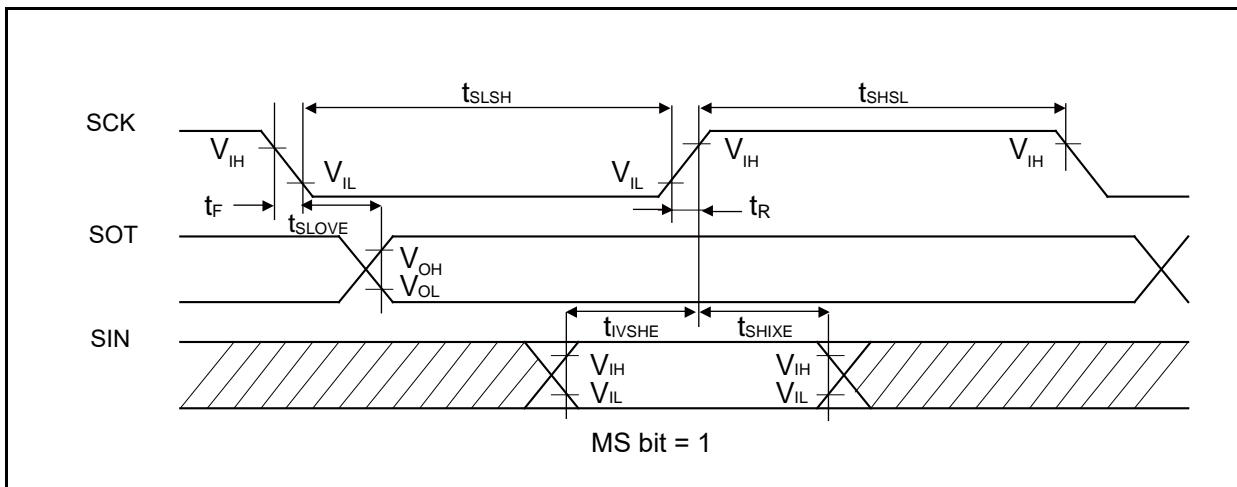 tSLSH
tSHSL
SCK
VIH
VIL
VIL
VIH
VIH
tF
tSLOVE
tR
SOT
VOH
VOL
tIVSHE
tSHIXE
SIN
VIH
VIH
VIL
VIL
MS bit = 1